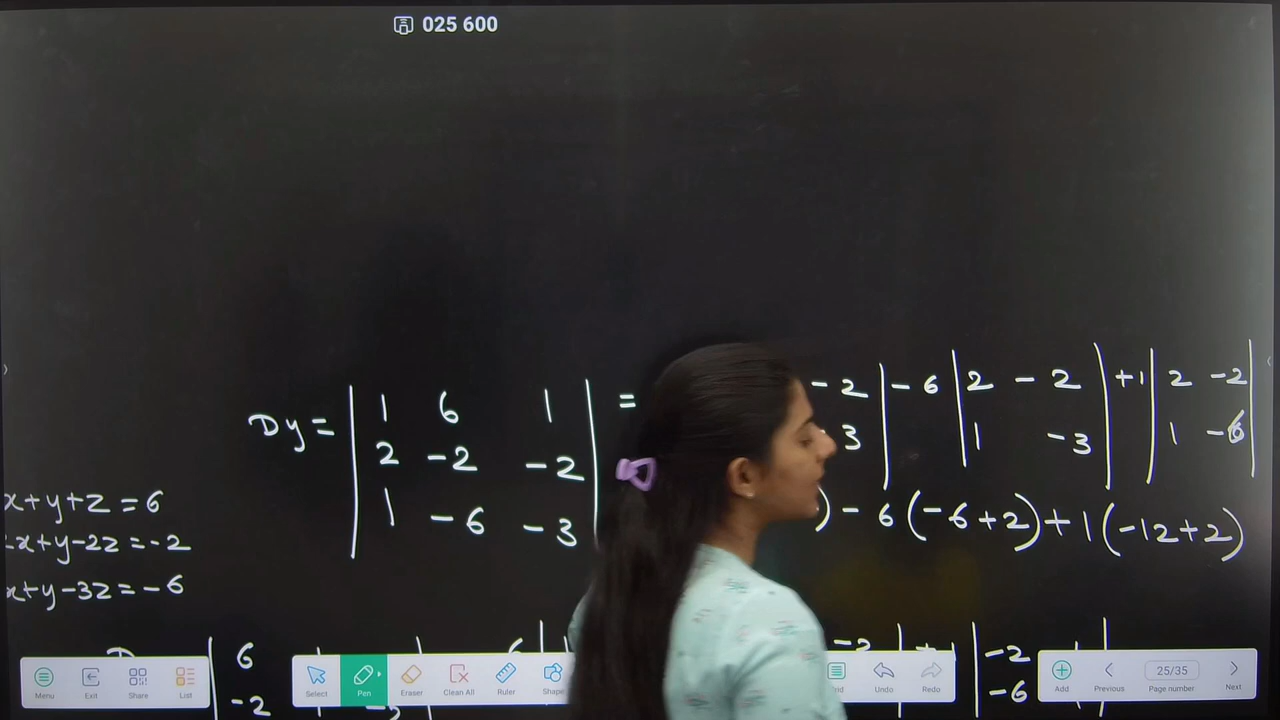 025 600
- 2 | - 6 | 2 - 2 | +1 | 2 -2 |
Dy = | 1 6 1 | =
3 | 1 -3 | | 1 -6 |
2 -2 -2
1 -6 -3
) - 6 (-6+2) + 1 (-12+2)
x+y+z = 6
x+y-2z = -2
x+y-3z = -6
6
-2 +1 -2
-2
-6
Menu Exit Share List
Select Pen Eraser Clean All Ruler Shape
Undo Redo
Add Previous 25/35 Page number Next